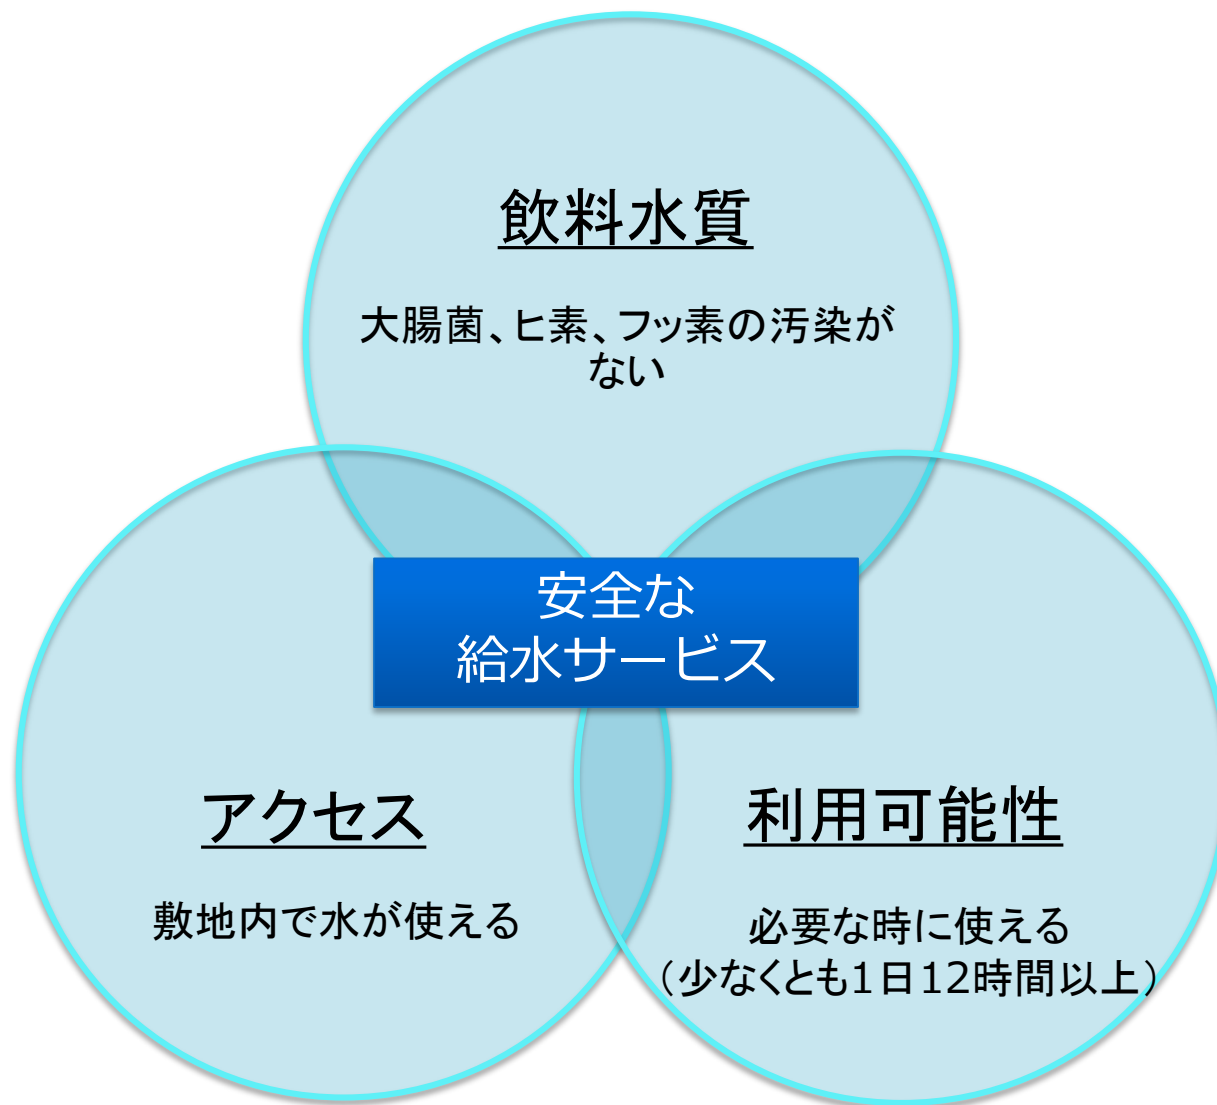 飲料水質
大腸菌、ヒ素、フッ素の汚染が
ない
安全な
給水サービス
アクセス
敷地内で水が使える
利用可能性
必要な時に使える
（少なくとも1日12時間以上）